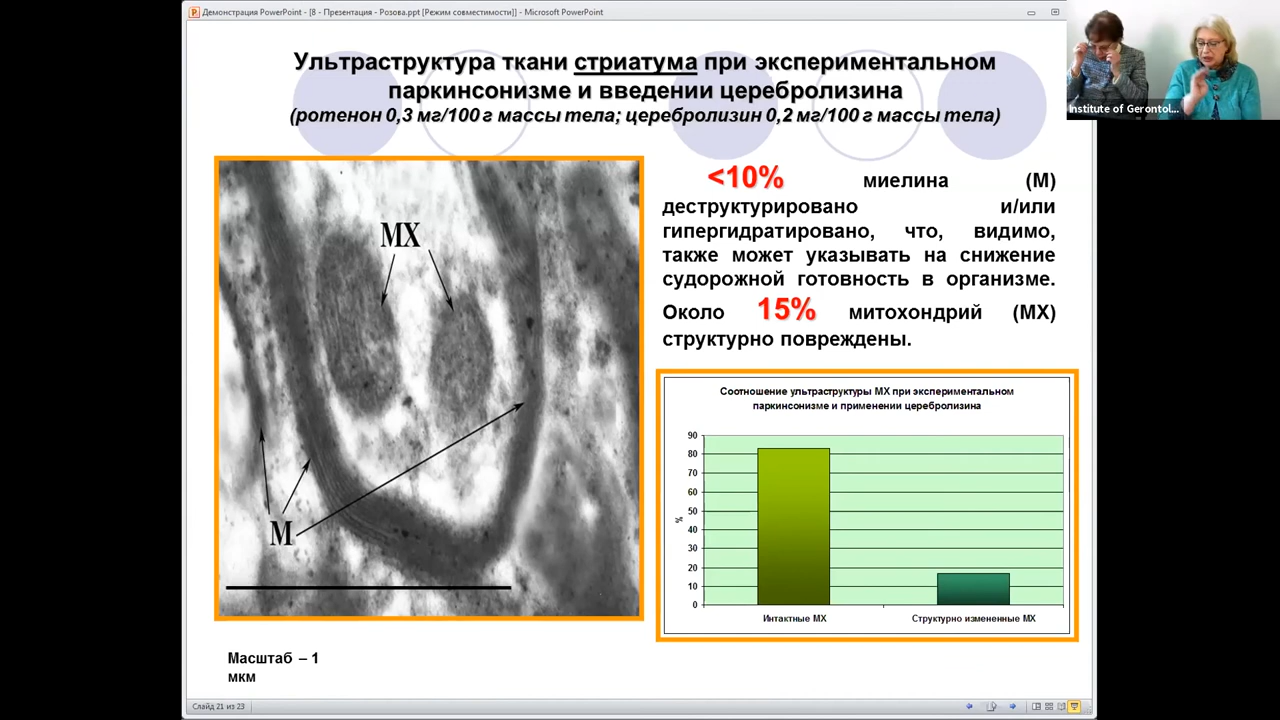 Демонстрация PowerPoint - [8 - Презентация - Розова.ppt [Режим совместимости]] - Microsoft PowerPoint
Institute of Gerontol...
Ультраструктура ткани стриатума при экспериментальном
паркинсонизме и введении церебролизина
(ротенон 0,3 мг/100 г массы тела; церебролизин 0,2 мг/100 г массы тела)
МХ
М
<10% миелина (М)
деструктурировано и/или
гипергидратировано, что, видимо,
также может указывать на снижение
судорожной готовности в организме.
Около 15% митохондрий (МХ)
структурно повреждены.
Соотношение ультраструктуры МХ при экспериментальном
паркинсонизме и применении церебролизина
90
80
70
60
50
40
30
20
10
0
%
Интактные МХ
Структурно измененные МХ
Масштаб – 1
мкм
Слайд 21 из 23